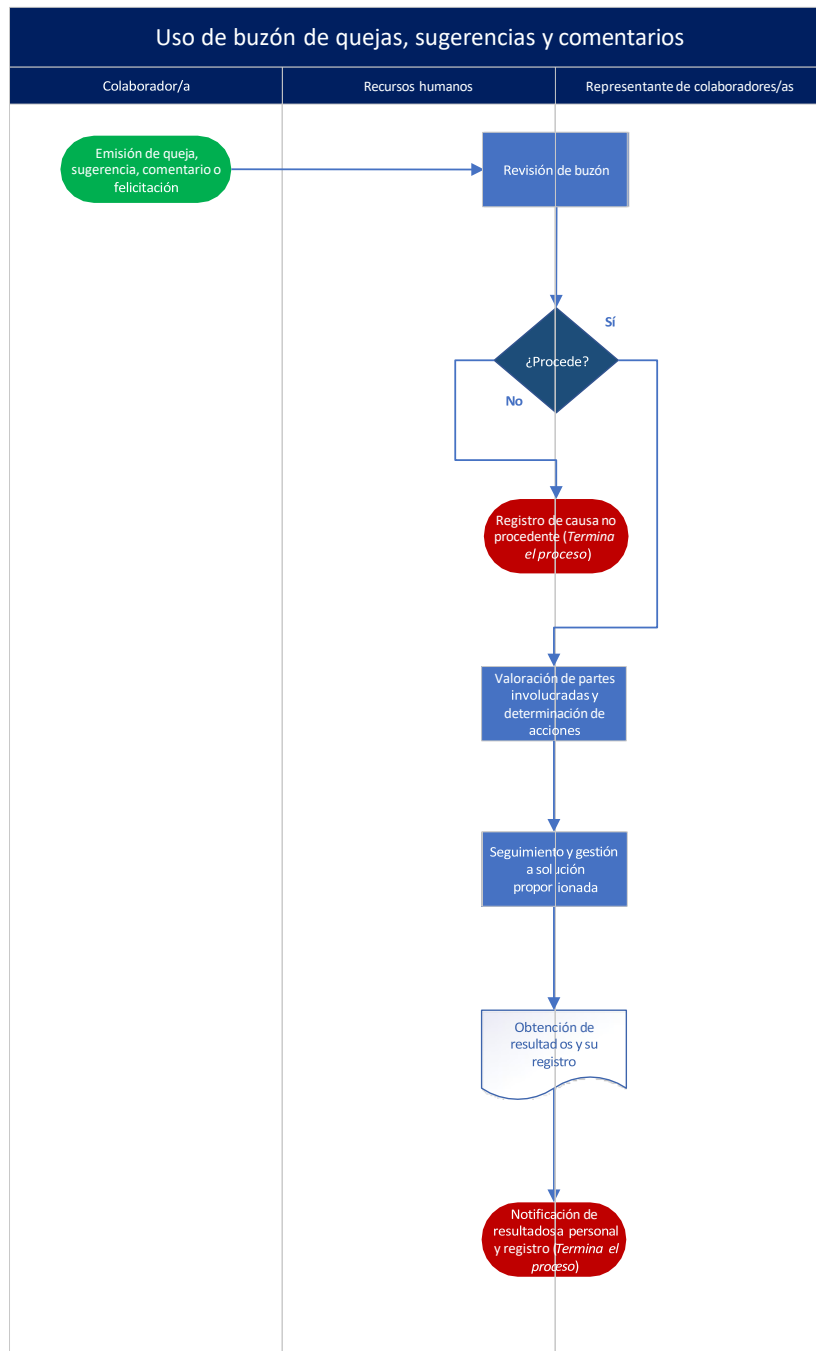 Uso de buzón de quejas, sugerencias y comentarios
Colaborador/a
Recursos humanos
Representante de colaboradores/as
Emisión de queja,
sugerencia, comentario o
felicitación
Revisión de buzón
Sí
¿Procede?
No
Registro de causa no
procedente (Termina
el proceso)
Valoración de partes
involucradas y
determinación de
acciones
Seguimiento y gestión
a solución
proporcionada
Obtención de
resultados y su
registro
Notificación de
resultadosa personal
y registro (Termina el
proceso)